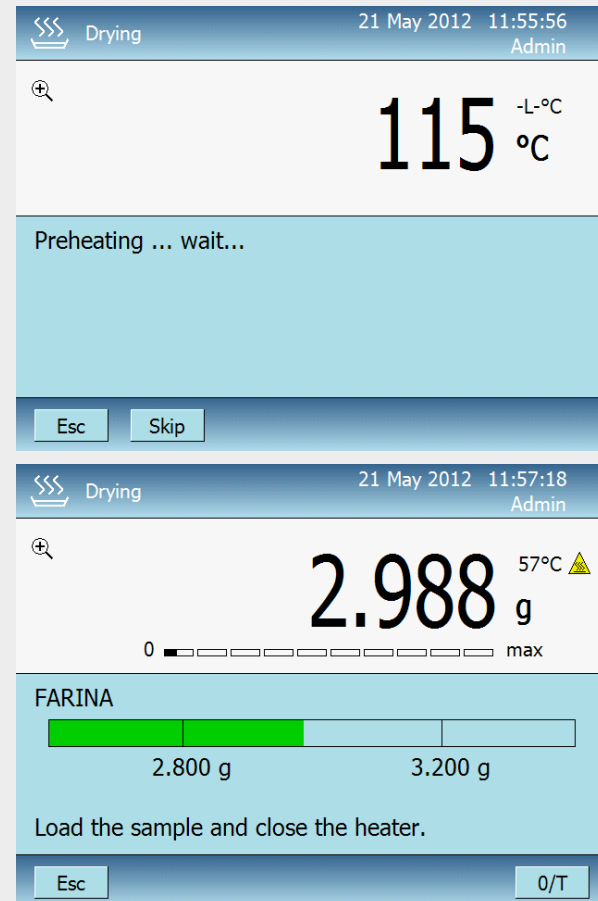 Drying 21 May 2012 11:55:56
Admin
115 -L-°C
°C
Preheating ... wait...
Esc Skip
Drying 21 May 2012 11:57:18
Admin
2.988 57°C
g
0 max
FARINA
2.800 g 3.200 g
Load the sample and close the heater.
Esc 0/T